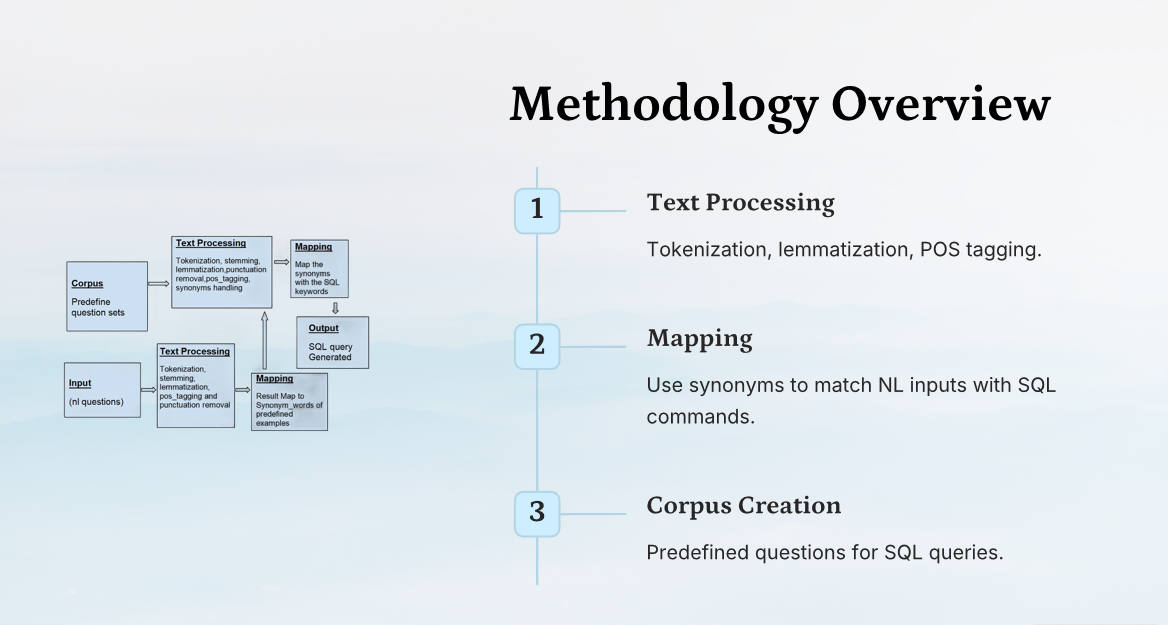 Methodology Overview
1
Text Processing
Tokenization, lemmatization, POS tagging.
2
Mapping
Use synonyms to match NL inputs with SQL
commands.
3
Corpus Creation
Predefined questions for SQL queries.
Corpus
Predefine
question sets
Text Processing
Tokenization, stemming,
lemmatization,punctuation
removal,pos_tagging,
synonyms handling
Mapping
Map the
synonyms
with the SQL
keywords
Output
SQL query
Generated
Input
(nl questions)
Text Processing
Tokenization,
stemming,
lemmatization,
pos_tagging and
punctuation removal
Mapping
Result Map to
Synonym_words of
predefined
examples